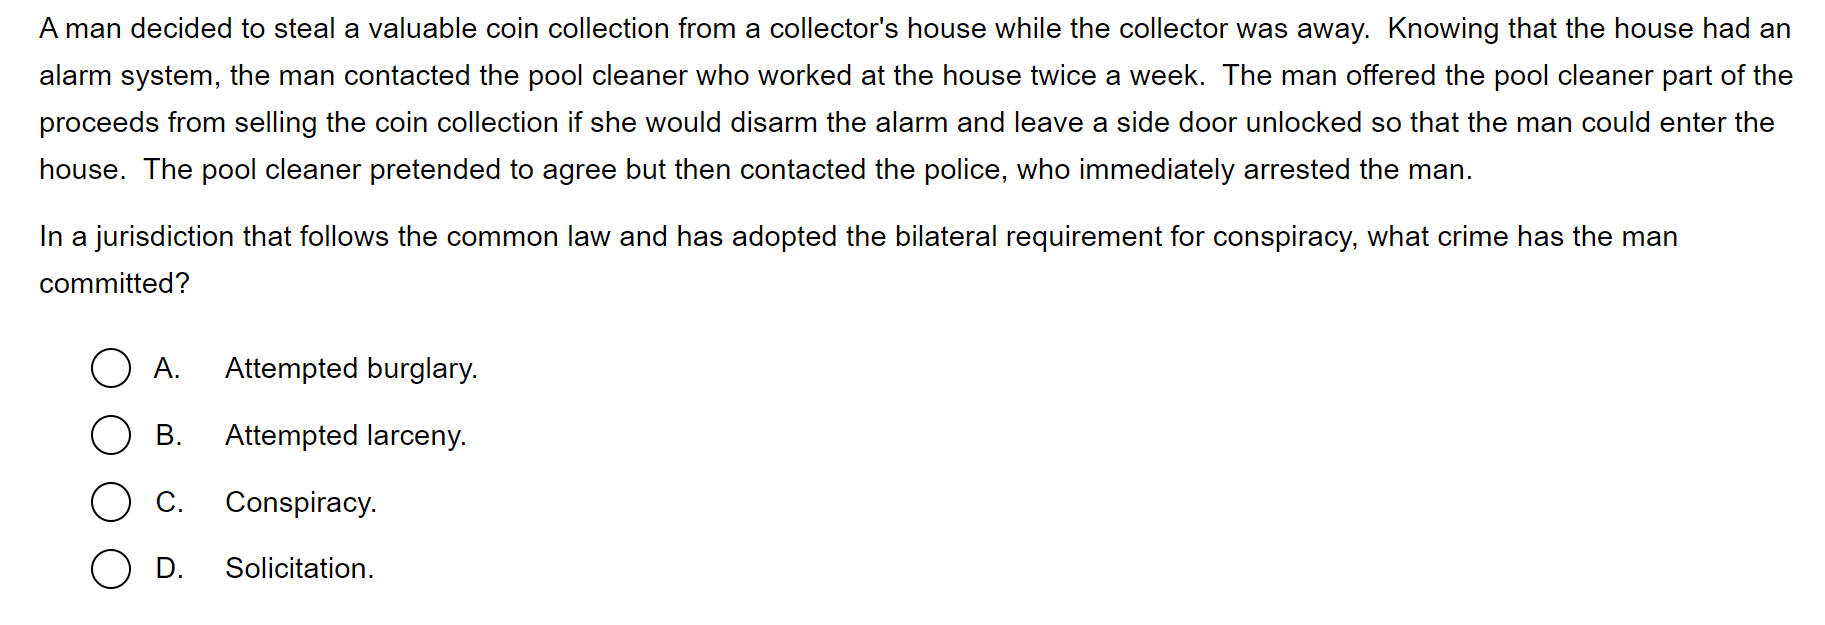 A man decided to steal a valuable coin collection from a collector's house while the collector was away.  Knowing that the house had an
alarm system, the man contacted the pool cleaner who worked at the house twice a week.  The man offered the pool cleaner part of the
proceeds from selling the coin collection if she would disarm the alarm and leave a side door unlocked so that the man could enter the
house.  The pool cleaner pretended to agree but then contacted the police, who immediately arrested the man.
In a jurisdiction that follows the common law and has adopted the bilateral requirement for conspiracy, what crime has the man
committed?
A. Attempted burglary.
B. Attempted larceny.
C. Conspiracy.
D. Solicitation.